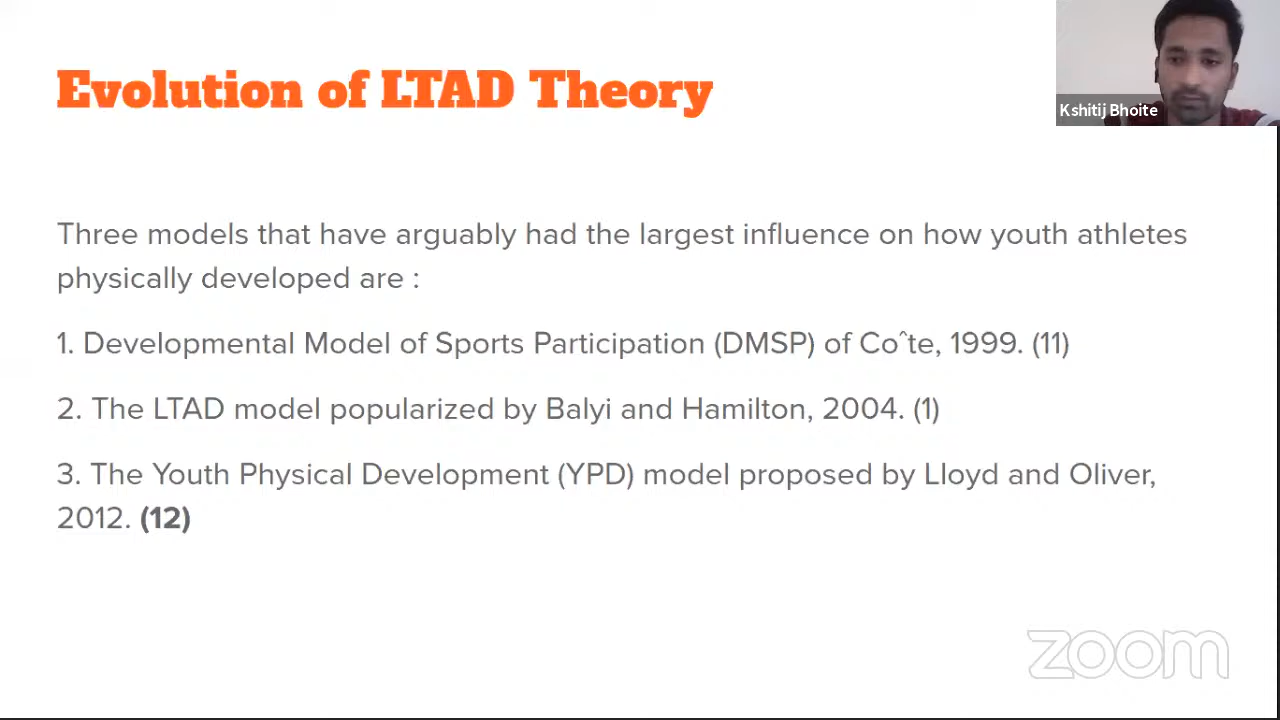 Evolution of LTAD Theory
Kshitij Bhoite
Three models that have arguably had the largest influence on how youth athletes
physically developed are :
1. Developmental Model of Sports Participation (DMSP) of Coˆte, 1999. (11)
2. The LTAD model popularized by Balyi and Hamilton, 2004. (1)
3. The Youth Physical Development (YPD) model proposed by Lloyd and Oliver,
2012. (12)
zoom